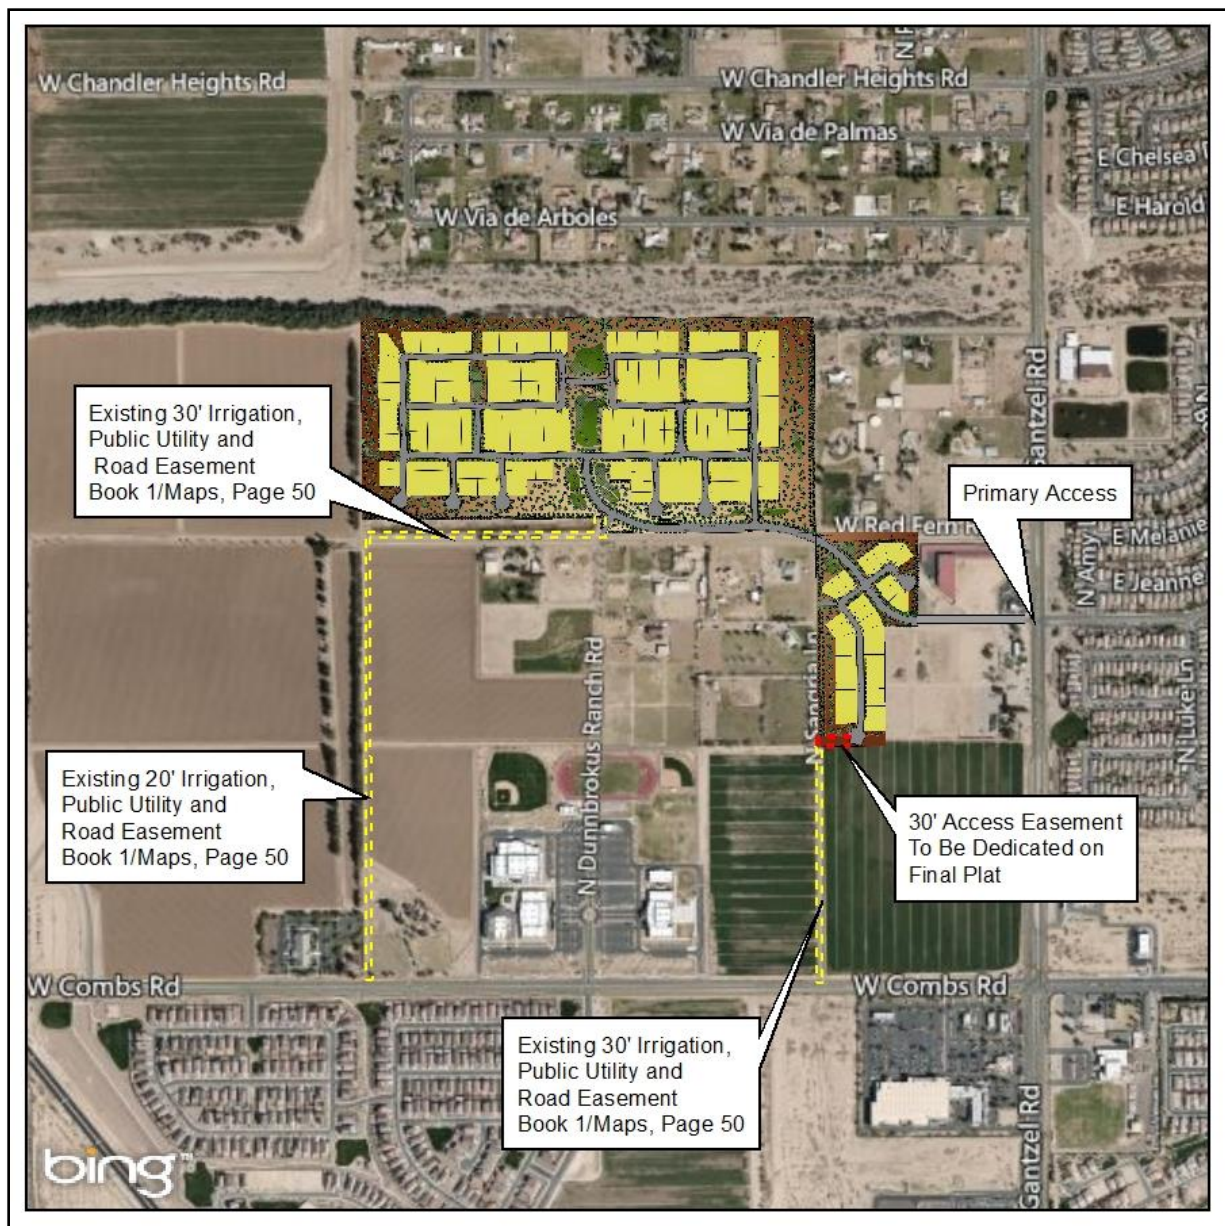 W Chandler Heights Rd
W Chandler Heights Rd
W Via de Palmas
E Chelsea
E Harold
W Via de Arboles
Existing 30' Irrigation,
Public Utility and
Road Easement
Book 1/Maps, Page 50
Gantzel Rd
Primary Access
W Red Fern
N Amy
E Melanie
E Jeanne
N Dunnbrokus Ranch Rd
N Sangria Ln
N Luke Ln
Existing 20' Irrigation,
Public Utility and
Road Easement
Book 1/Maps, Page 50
30' Access Easement
To Be Dedicated on
Final Plat
W Combs Rd
W Combs Rd
Existing 30' Irrigation,
Public Utility and
Road Easement
Book 1/Maps, Page 50
Gantzel Rd
bing™